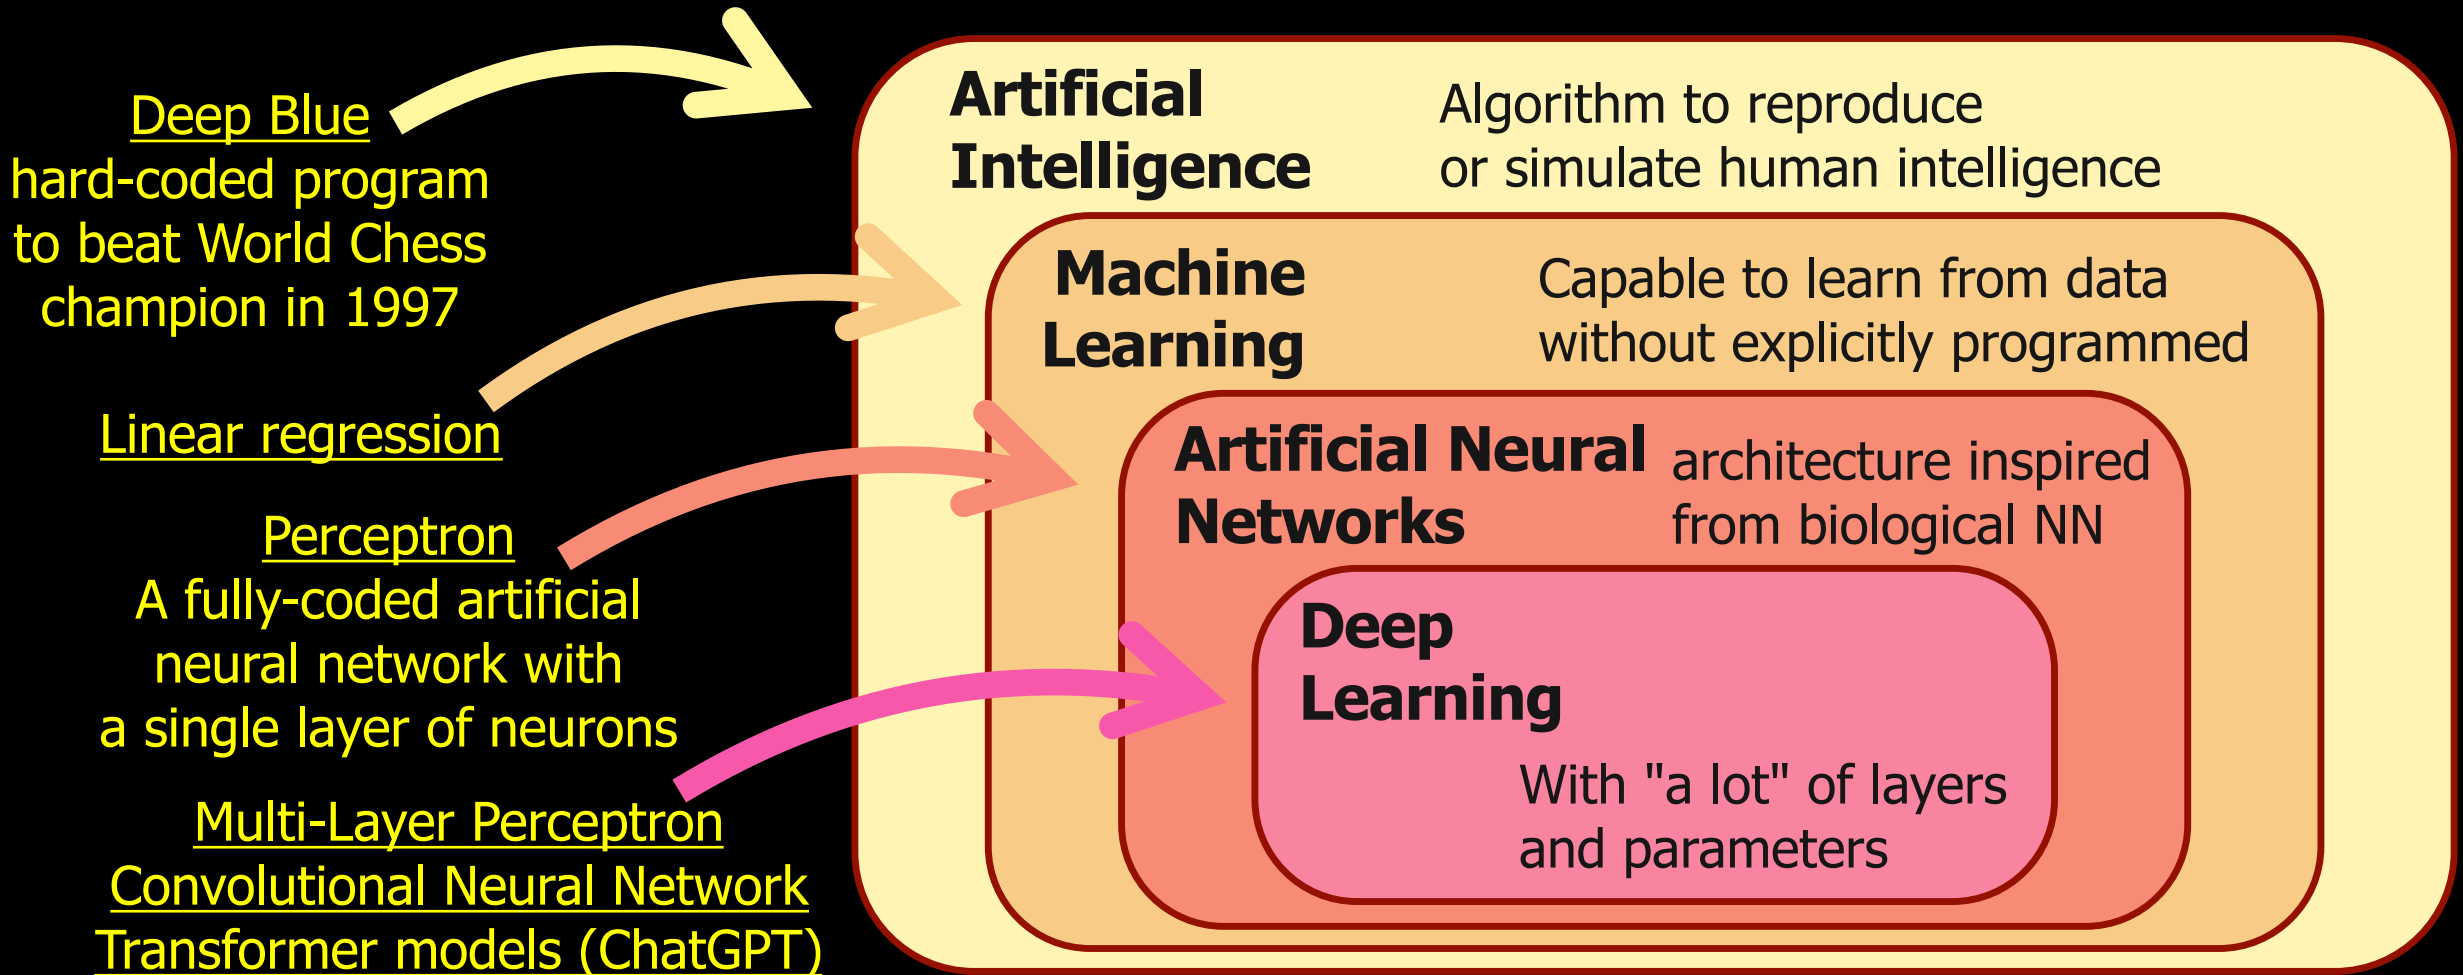 Deep Blue
hard-coded program
to beat World Chess
champion in 1997
Linear regression
Perceptron
A fully-coded artificial
neural network with
a single layer of neurons
Multi-Layer Perceptron
Convolutional Neural Network
Transformer models (ChatGPT)
Artificial
Intelligence
Algorithm to reproduce
or simulate human intelligence
Machine
Learning
Capable to learn from data
without explicitly programmed
Artificial Neural
Networks
architecture inspired
from biological NN
Deep
Learning
With "a lot" of layers
and parameters